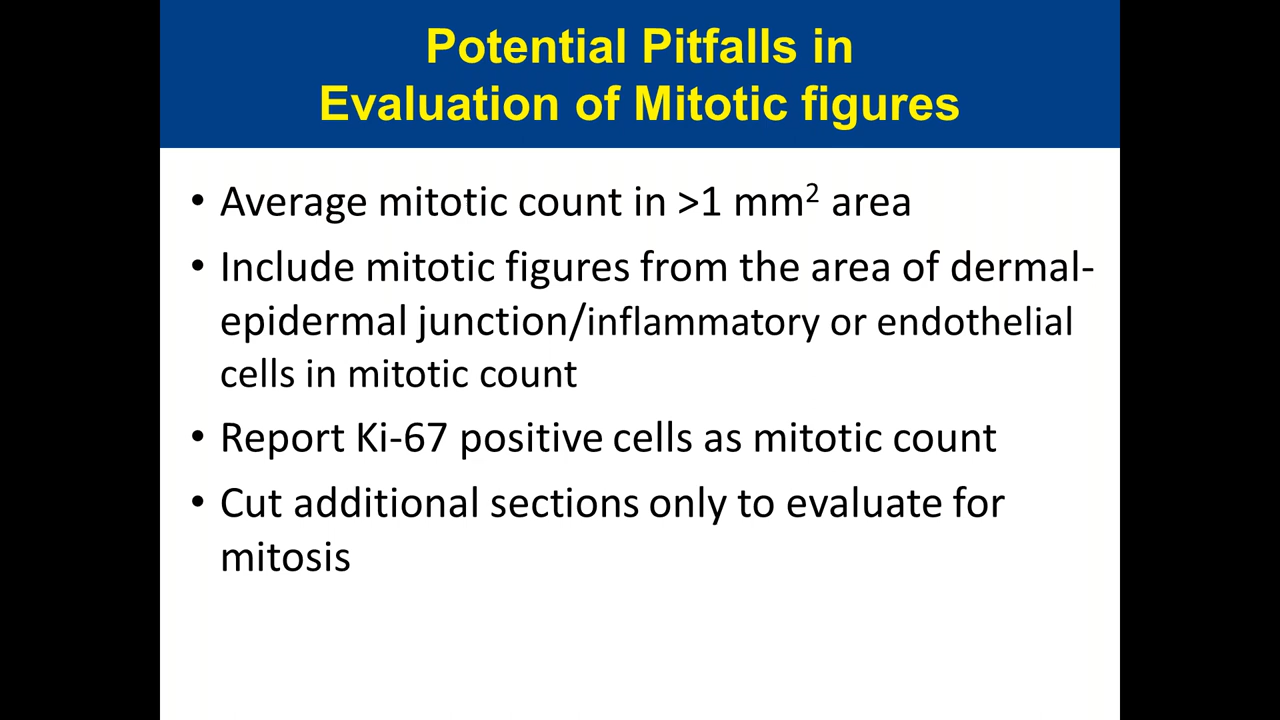 Potential Pitfalls in
Evaluation of Mitotic figures
• Average mitotic count in >1 mm² area
• Include mitotic figures from the area of dermal-
epidermal junction/inflammatory or endothelial
cells in mitotic count
• Report Ki-67 positive cells as mitotic count
• Cut additional sections only to evaluate for
mitosis